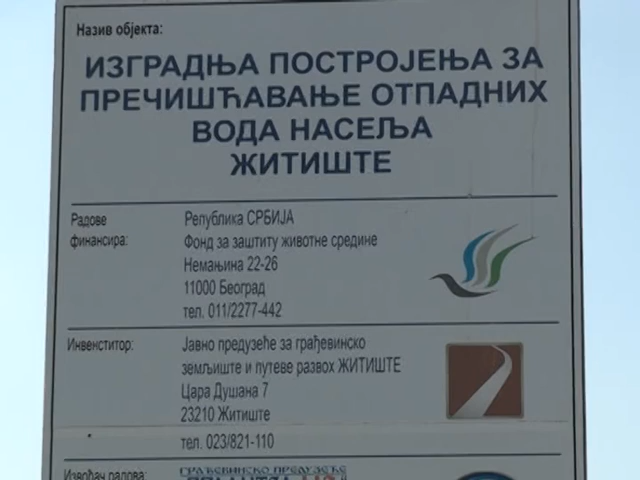 Назив објекта:
ИЗГРАДЊА ПОСТРОЈЕЊА ЗА
ПРЕЧИШЋАВАЊЕ ОТПАДНИХ
ВОДА НАСЕЉА
ЖИТИШТЕ
Радове финансира:
Република СРБИЈА
Фонд за заштиту животне средине
Немањина 22-26
11000 Београд
тел. 011/2277-442
Инвенститор:
Јавно предузеће за грађевинско
земљиште и путеве развох ЖИТИШТЕ
Цара Душана 7
23210 Житиште
тел. 023/821-110
Извођач радова:
ГРАЂЕВИНСКО ПРЕДУЗЕЋЕ